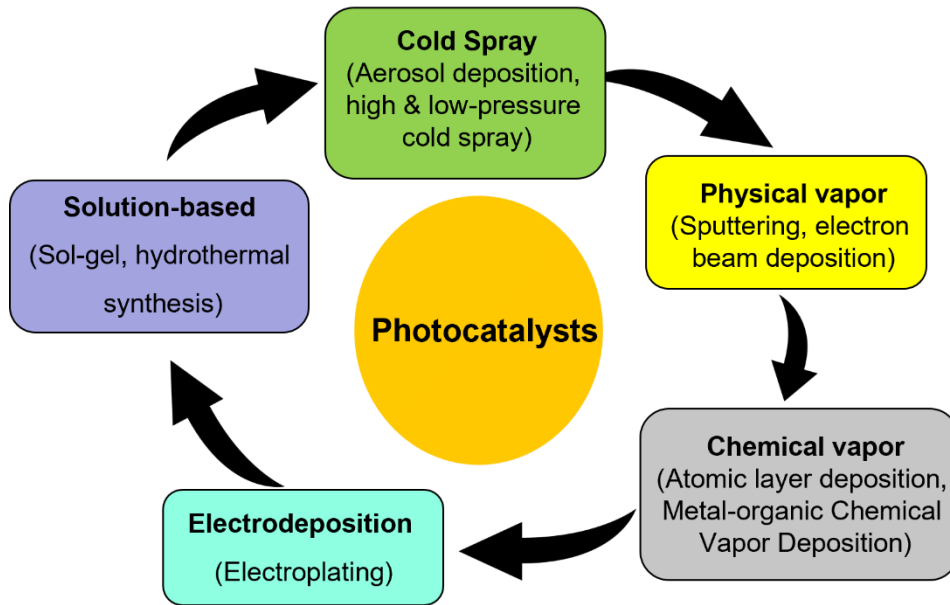 Cold Spray
(Aerosol deposition,
high & low-pressure
cold spray)
Physical vapor
(Sputtering, electron
beam deposition)
Chemical vapor
(Atomic layer deposition,
Metal-organic Chemical
Vapor Deposition)
Electrodeposition
(Electroplating)
Solution-based
(Sol-gel, hydrothermal
synthesis)
Photocatalysts